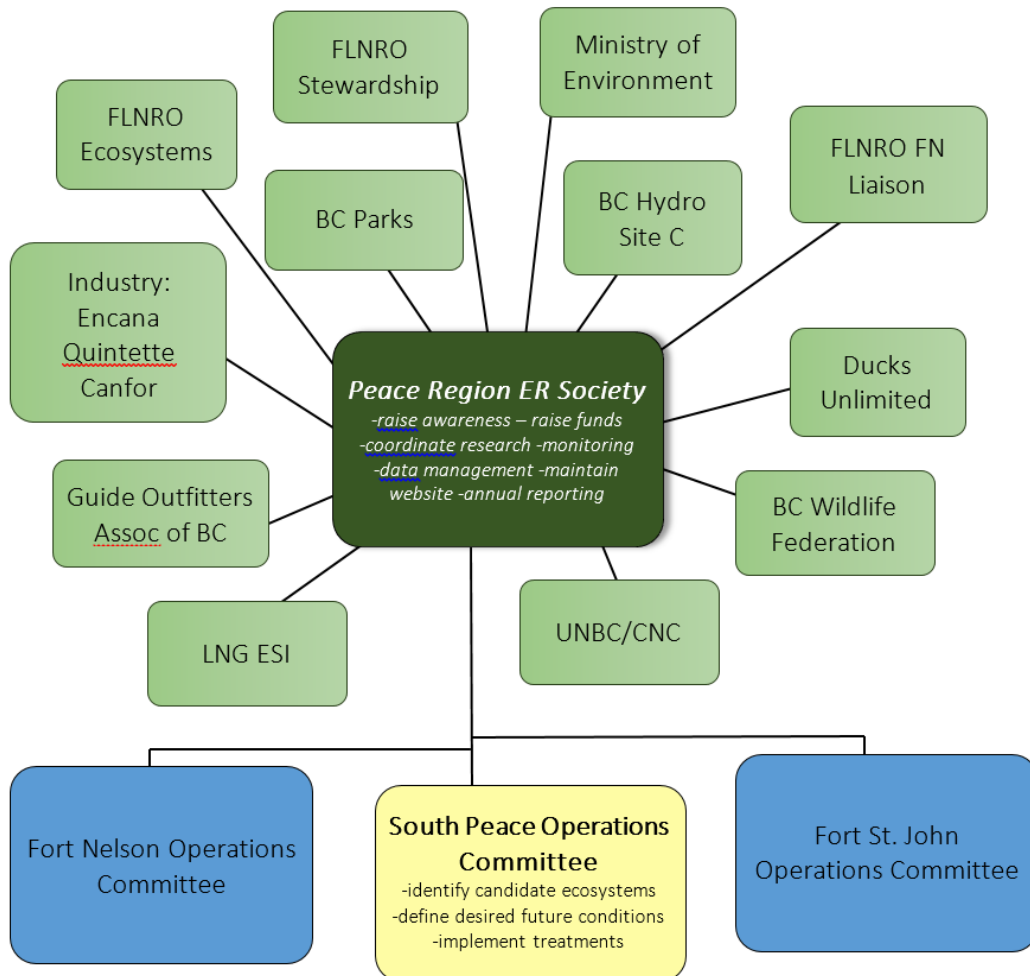 FLNRO
Stewardship
Ministry of
Environment
FLNRO
Ecosystems
FLNRO FN
Liaison
BC Parks
BC Hydro
Site C
Industry:
Encana
Quintette
Canfor
Peace Region ER Society
-raise awareness – raise funds
-coordinate research -monitoring
-data management -maintain
website -annual reporting
Ducks
Unlimited
Guide Outfitters
Assoc of BC
BC Wildlife
Federation
LNG ESI
UNBC/CNC
Fort Nelson Operations
Committee
South Peace Operations
Committee
-identify candidate ecosystems
-define desired future conditions
-implement treatments
Fort St. John
Operations Committee